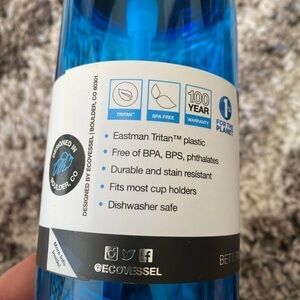 TRITAN™
BPA FREE
100
YEAR
WARRANTY
1%
FOR THE
PLANET
• Eastman Tritan™ plastic
• Free of BPA, BPS, phthalates
• Durable and stain resistant
• Fits most cup holders
• Dishwasher safe
DESIGNED BY ECOVESSEL | BOULDER, CO 80301
DESIGNED IN
BOULDER, CO
@ECOVESSEL
BETT